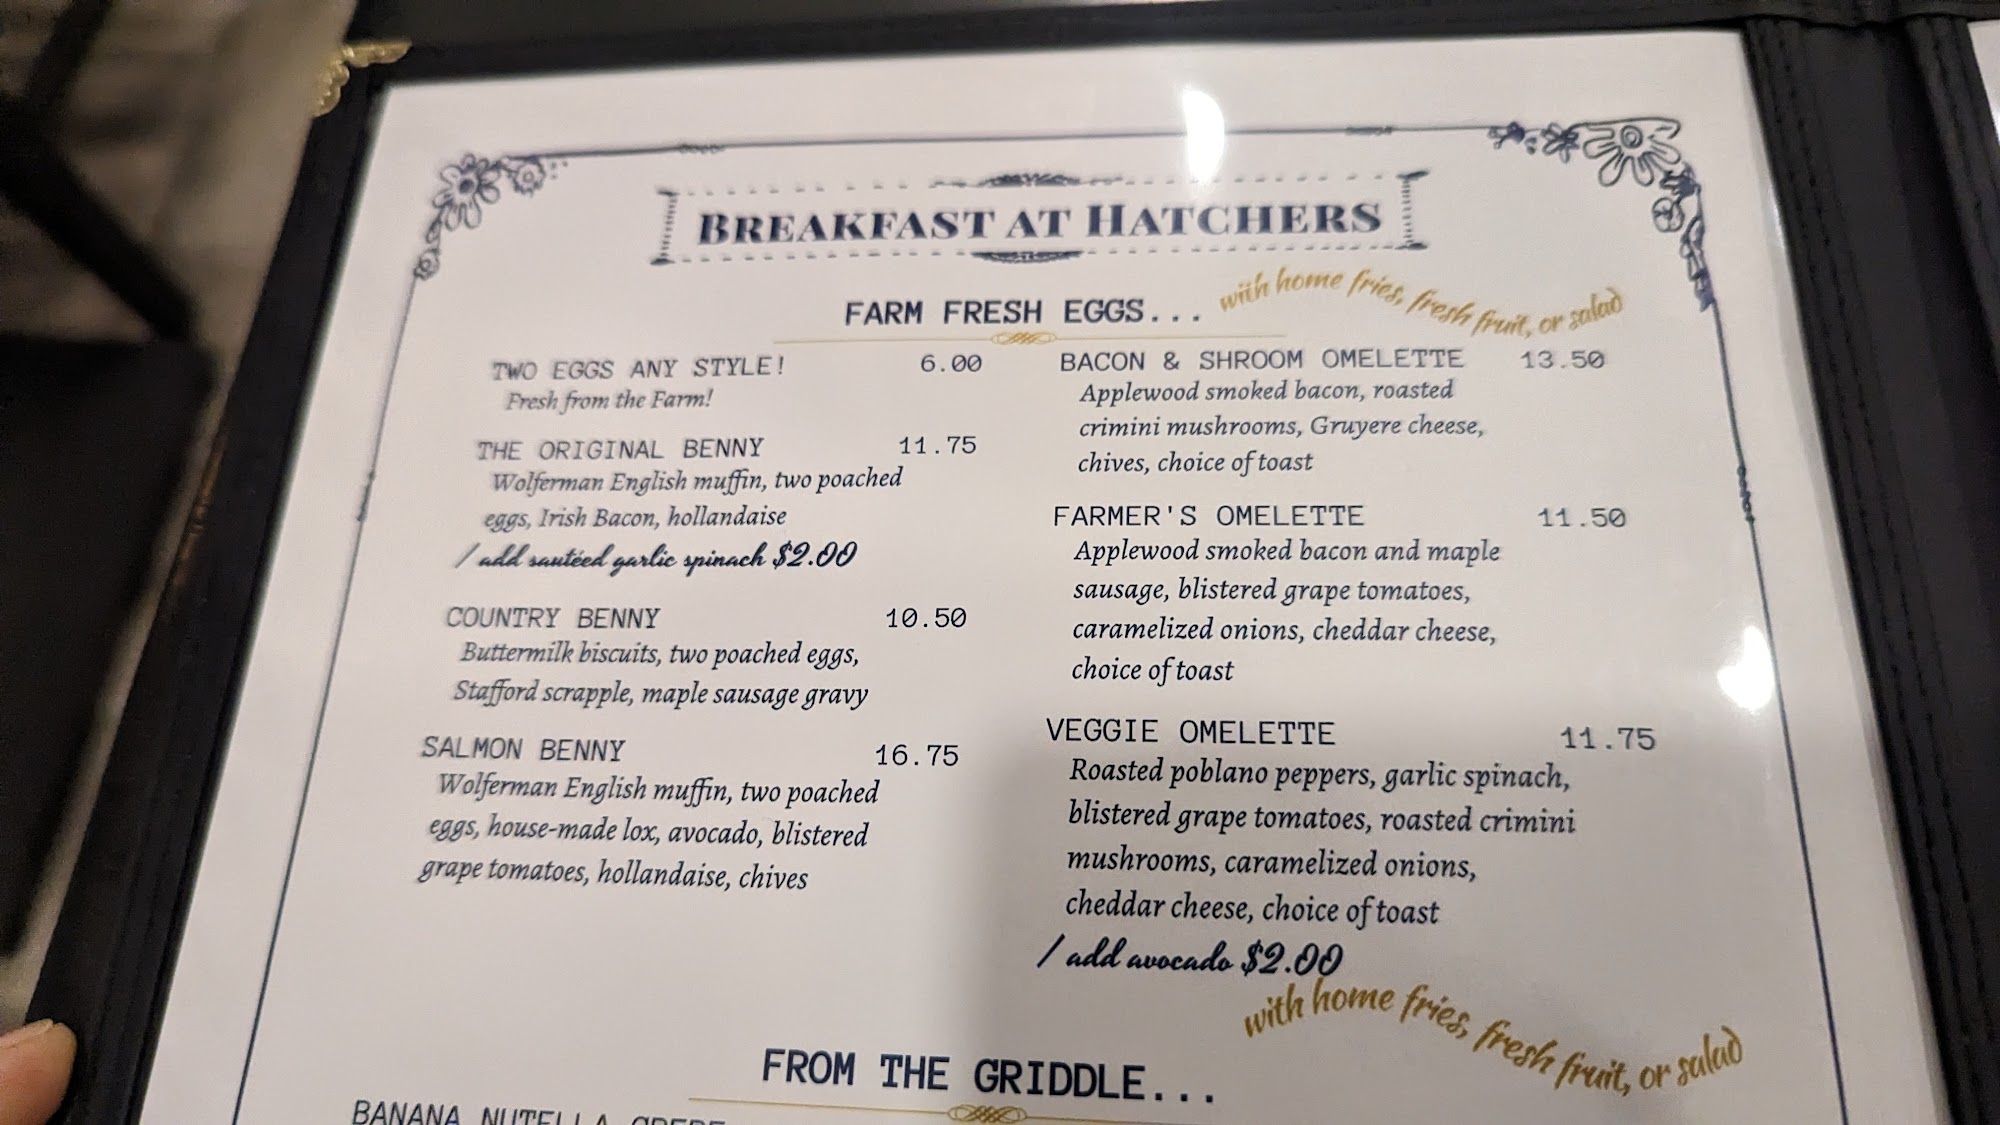 BREAKFAST AT HATCHERS
FARM FRESH EGGS...
with home fries, fresh fruit, or salad
TWO EGGS ANY STYLE! 6.00
Fresh from the Farm!
THE ORIGINAL BENNY 11.75
Wolferman English muffin, two poached
eggs, Irish Bacon, hollandaise
/ add sautéed garlic spinach $2.00
COUNTRY BENNY 10.50
Buttermilk biscuits, two poached eggs,
Stafford scrapple, maple sausage gravy
SALMON BENNY 16.75
Wolferman English muffin, two poached
eggs, house-made lox, avocado, blistered
grape tomatoes, hollandaise, chives
BACON & SHROOM OMELETTE 13.50
Applewood smoked bacon, roasted
crimini mushrooms, Gruyere cheese,
chives, choice of toast
FARMER'S OMELETTE 11.50
Applewood smoked bacon and maple
sausage, blistered grape tomatoes,
caramelized onions, cheddar cheese,
choice of toast
VEGGIE OMELETTE 11.75
Roasted poblano peppers, garlic spinach,
blistered grape tomatoes, roasted crimini
mushrooms, caramelized onions,
cheddar cheese, choice of toast
/ add avocado $2.00
with home fries, fresh fruit, or salad
FROM THE GRIDDLE...
BANANA NUTELLA CREPE